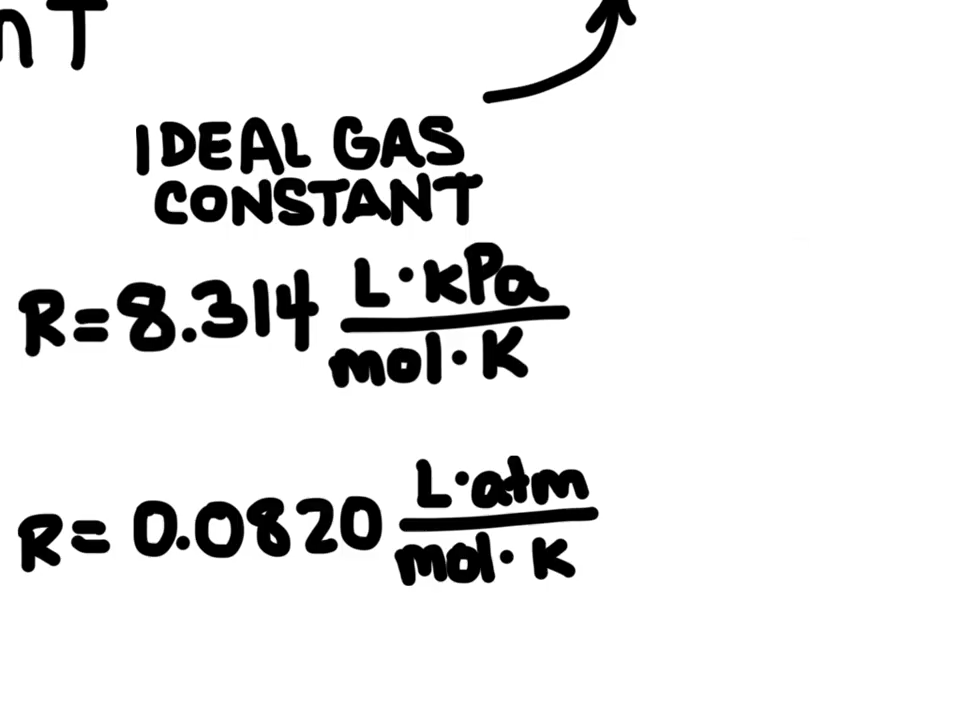 nT
IDEAL GAS
CONSTANT
R=8.314 L·kPa
mol·K
R=0.0820 L·atm
mol·K